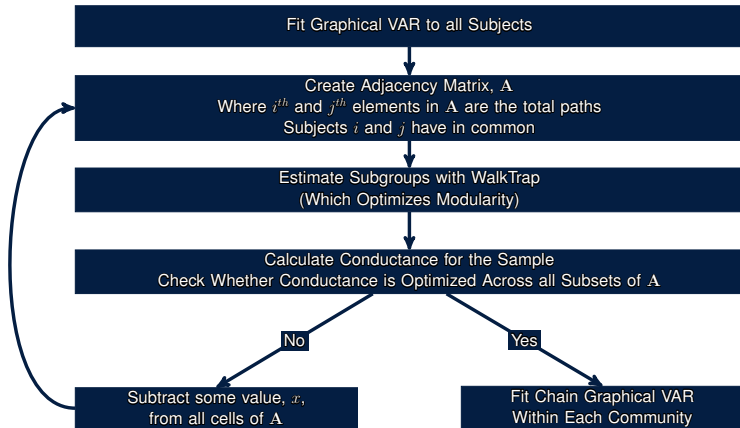 Fit Graphical VAR to all Subjects
Create Adjacency Matrix, A
Where i^{th} and j^{th} elements in A are the total paths
Subjects i and j have in common
Estimate Subgroups with WalkTrap
(Which Optimizes Modularity)
Calculate Conductance for the Sample
Check Whether Conductance is Optimized Across all Subsets of A
No
Yes
Subtract some value, x,
from all cells of A
Fit Chain Graphical VAR
Within Each Community